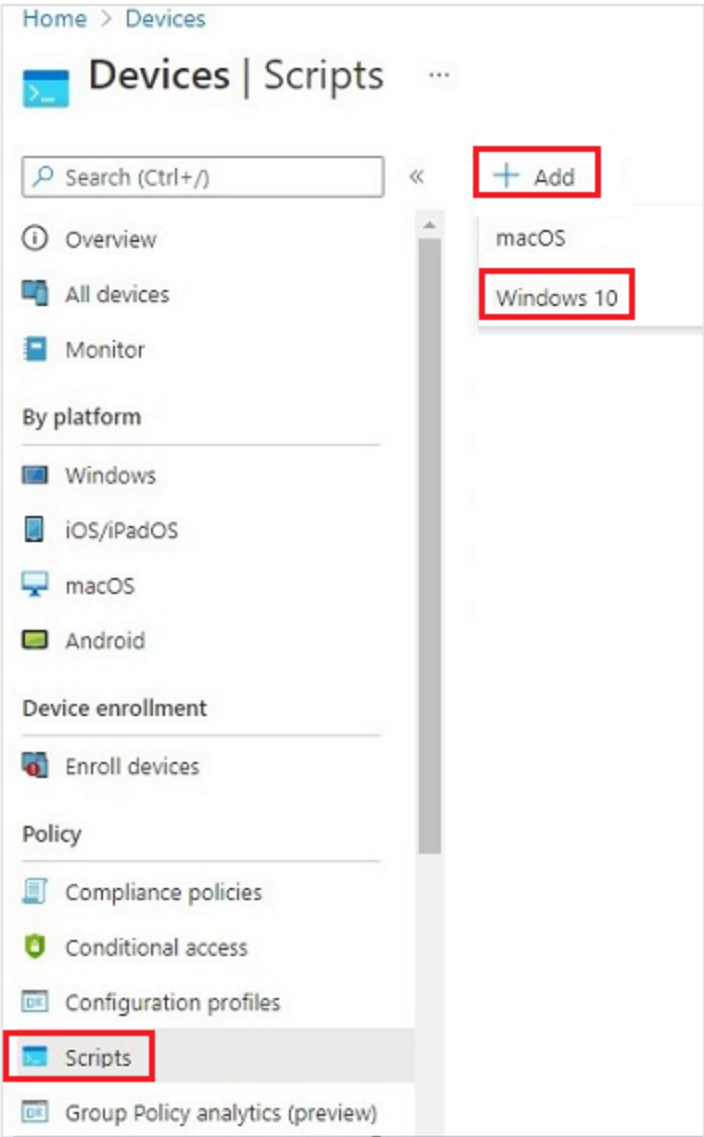 Home > Devices
Devices | Scripts ...
Search (Ctrl+/)
«
+ Add
macOS
Windows 10
Overview
All devices
Monitor
By platform
Windows
iOS/iPadOS
macOS
Android
Device enrollment
Enroll devices
Policy
Compliance policies
Conditional access
Configuration profiles
Scripts
Group Policy analytics (preview)